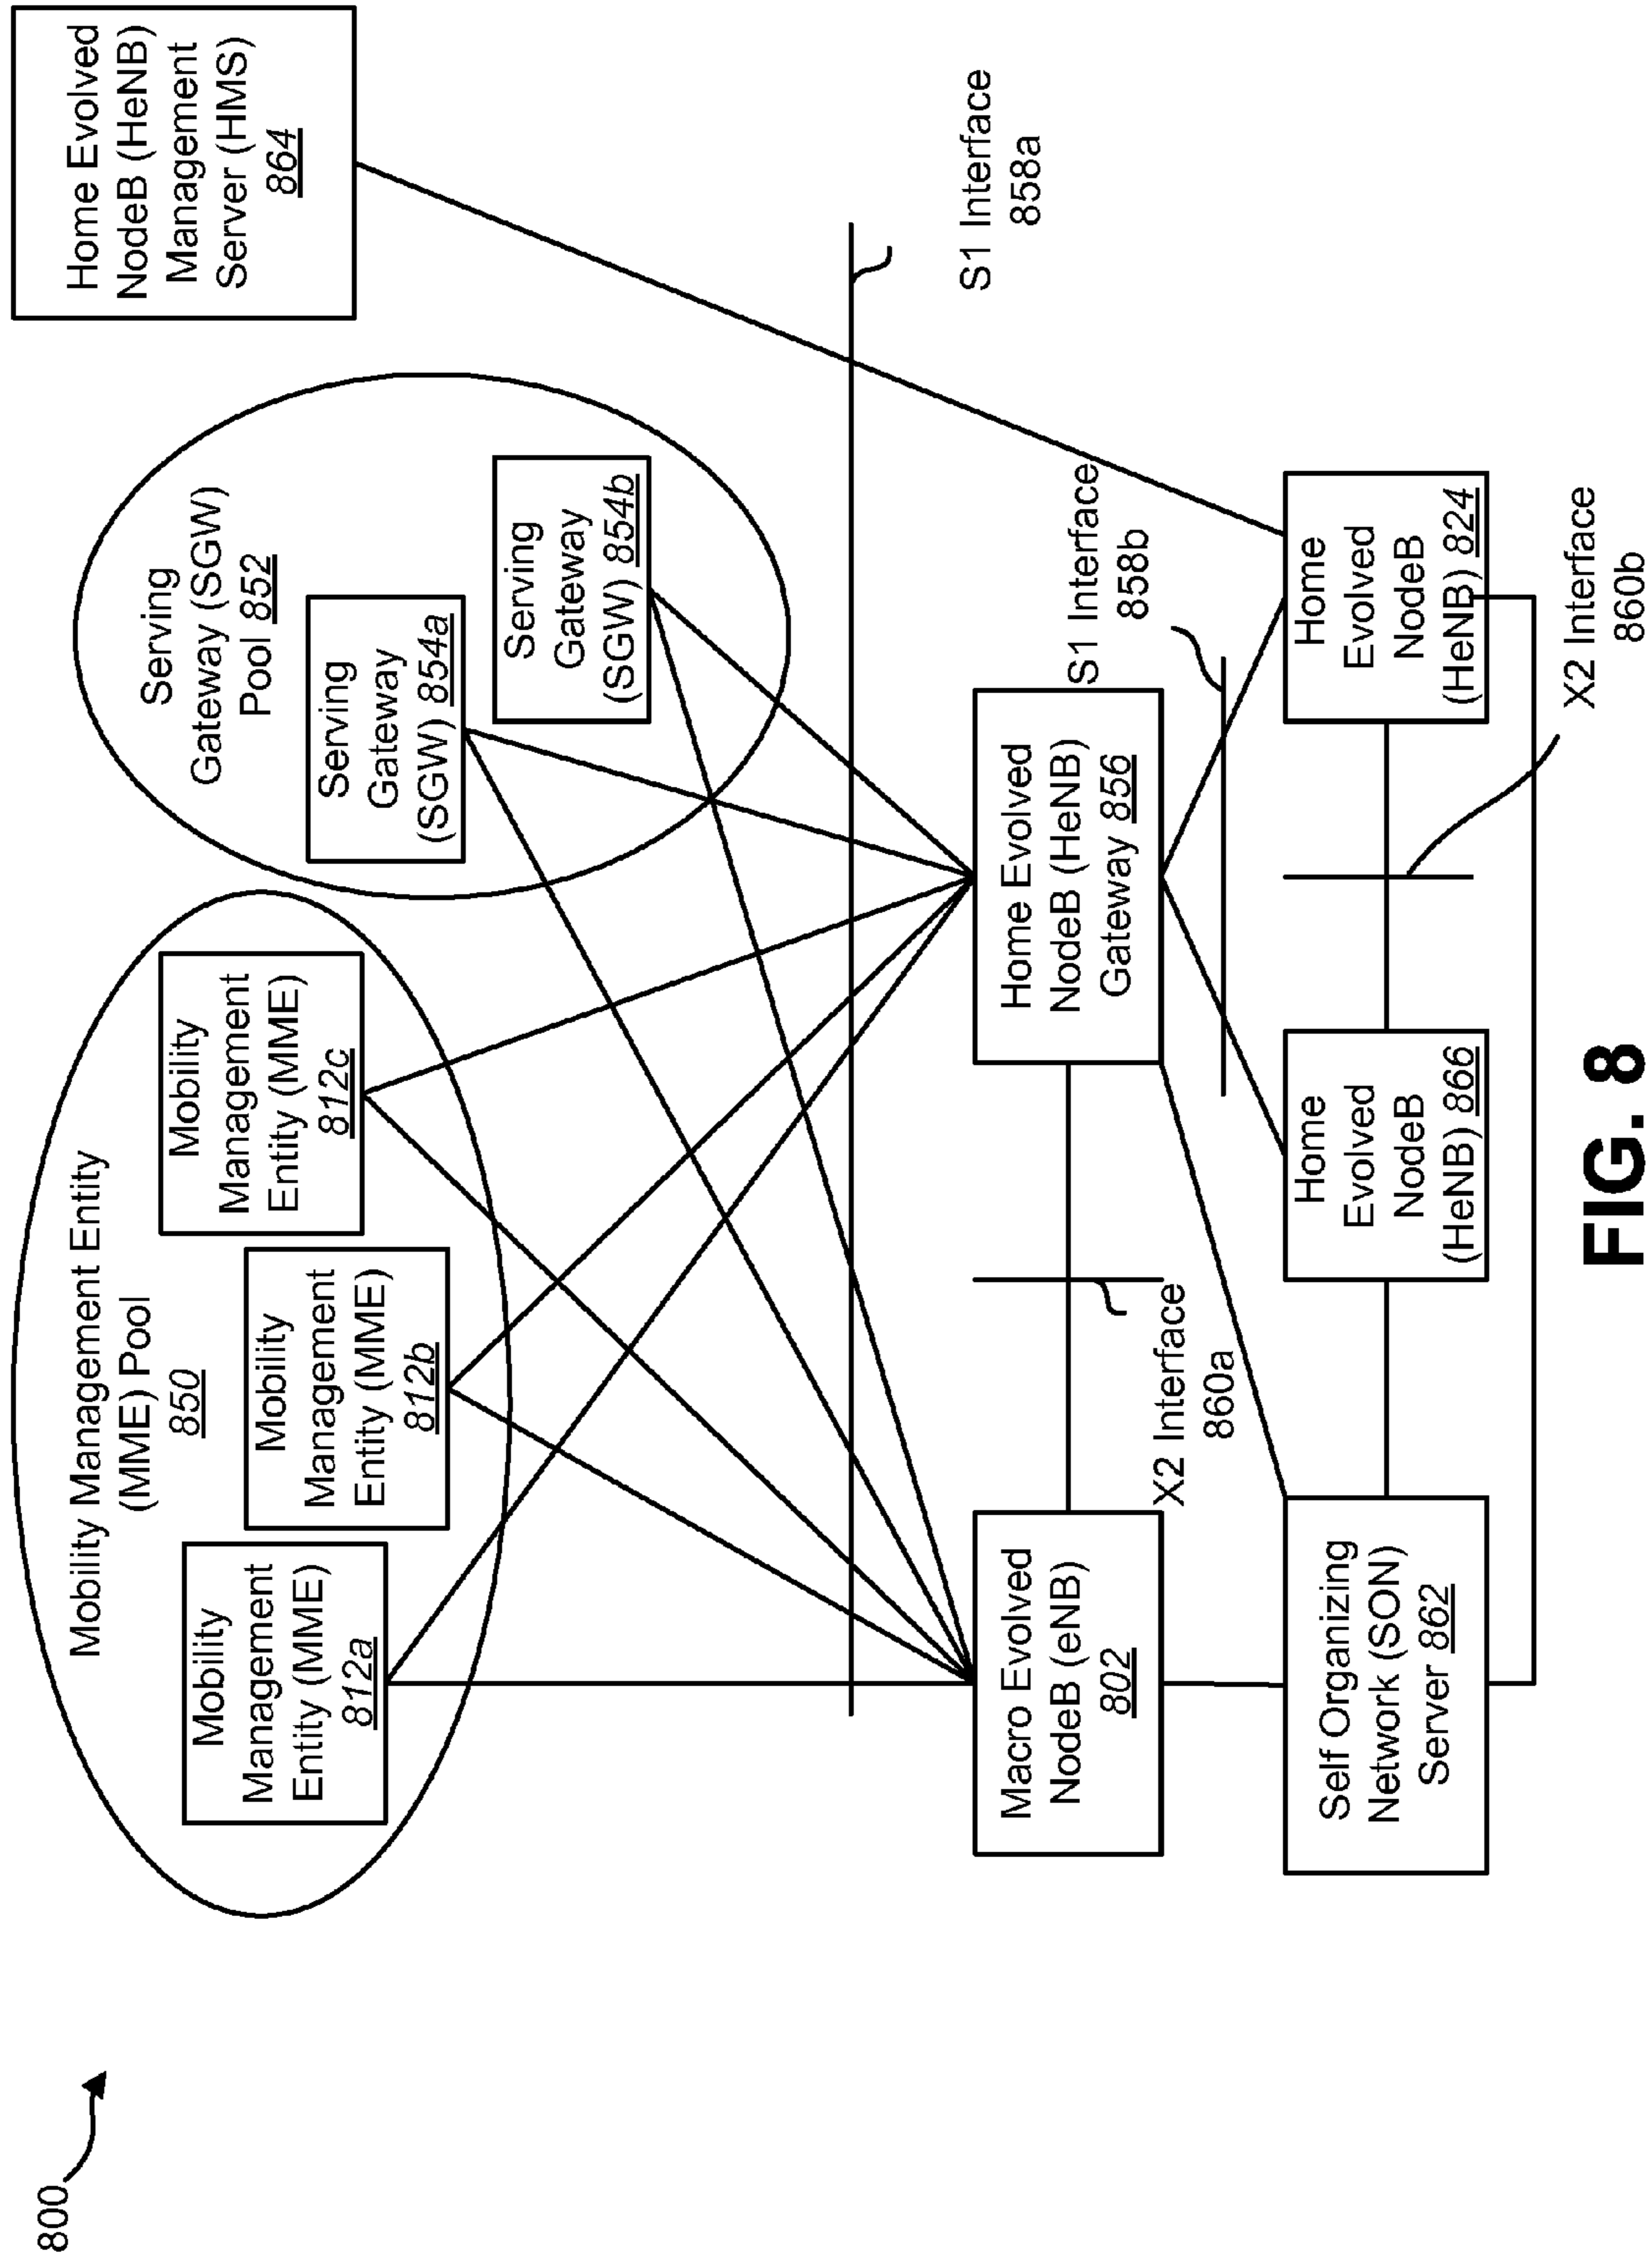 800
Mobility Management Entity
(MME) Pool
850
Mobility
Management
Entity (MME)
812a
Mobility
Management
Entity (MME)
812b
Mobility
Management
Entity (MME)
812c
Serving
Gateway (SGW)
Pool 852
Serving
Gateway
(SGW) 854a
Serving
Gateway
(SGW) 854b
Home Evolved
NodeB (HeNB)
Management
Server (HMS)
864
S1 Interface
858a
Macro Evolved
NodeB (eNB)
802
X2 Interface
860a
Home Evolved
NodeB (HeNB)
Gateway 856
S1 Interface
858b
Self Organizing
Network (SON)
Server 862
Home
Evolved
NodeB
(HeNB) 866
Home
Evolved
NodeB
(HeNB) 824
X2 Interface
860b
FIG. 8